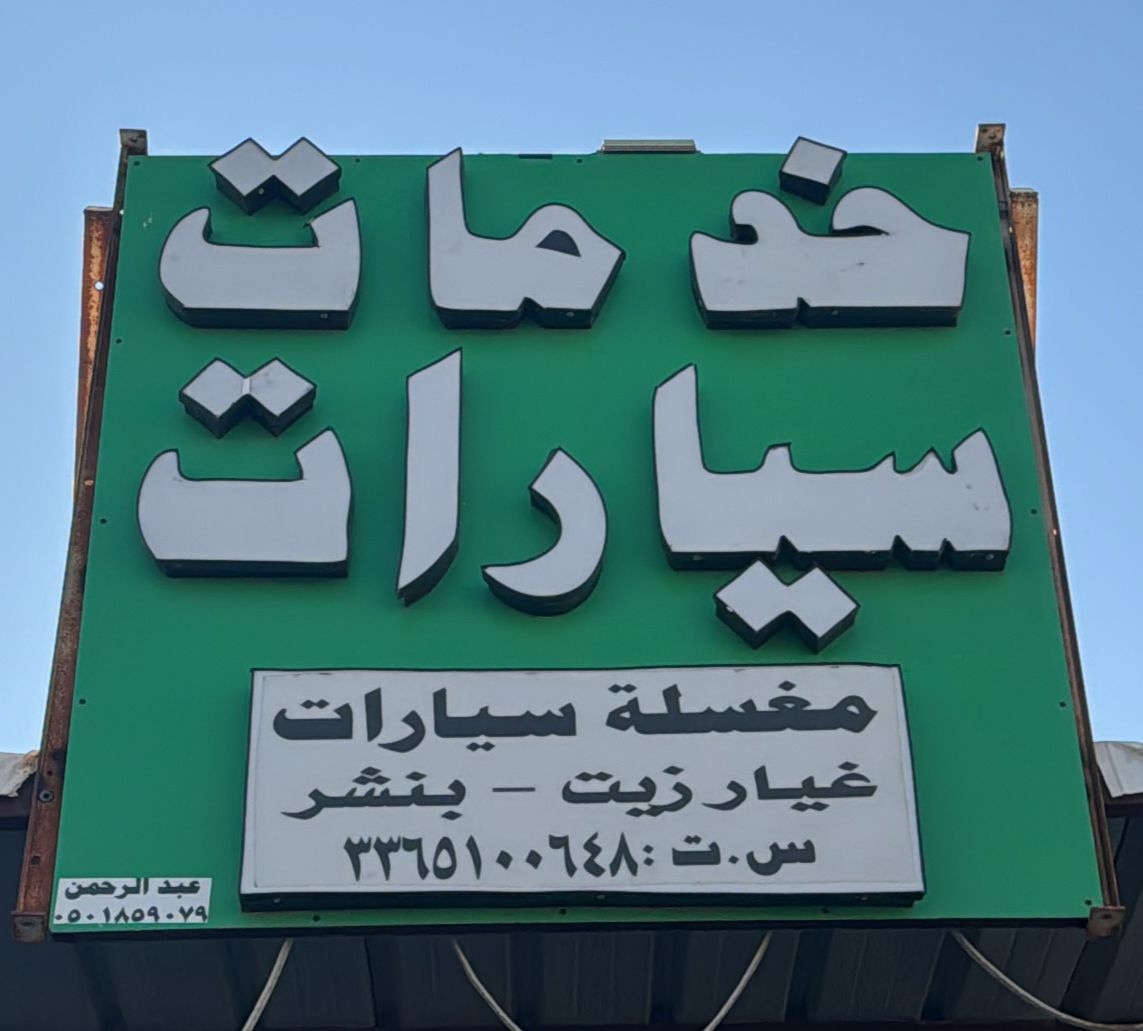 خدمات
سيارات
مغسلة سيارات
غيار زيت - بنشر
س.ت: ٣٣٦٥١٠٠٦٤٨
عبد الرحمن
٠٥٠١٨٥٩٠٧٩